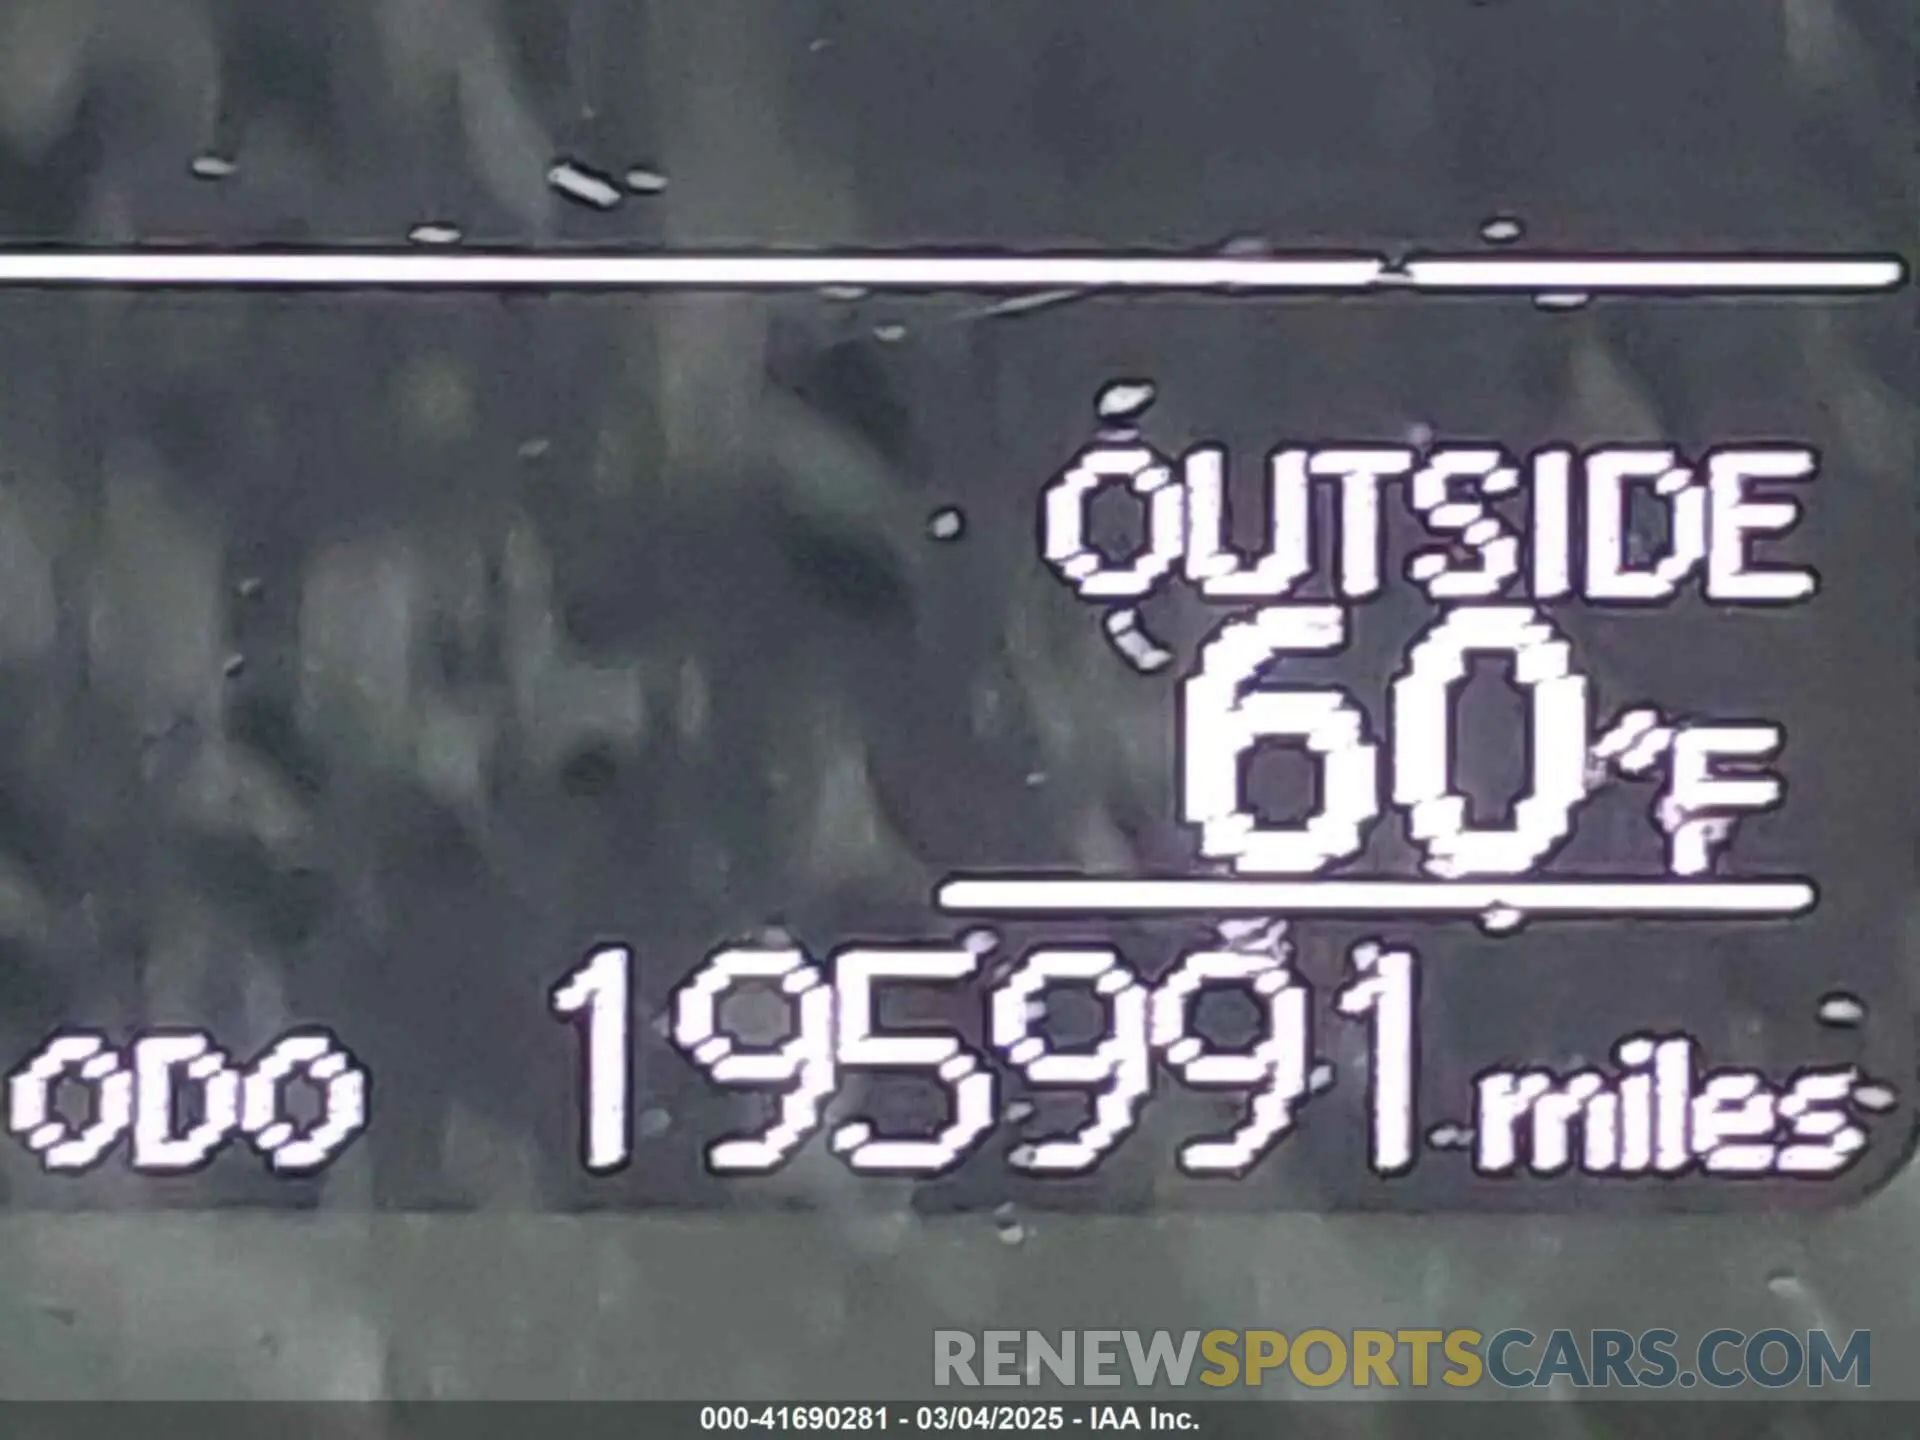 OUTSIDE
60°F
ODO 195991 miles
RENEWSPORTSCARS.COM
000-41690281 - 03/04/2025 - IAA Inc.